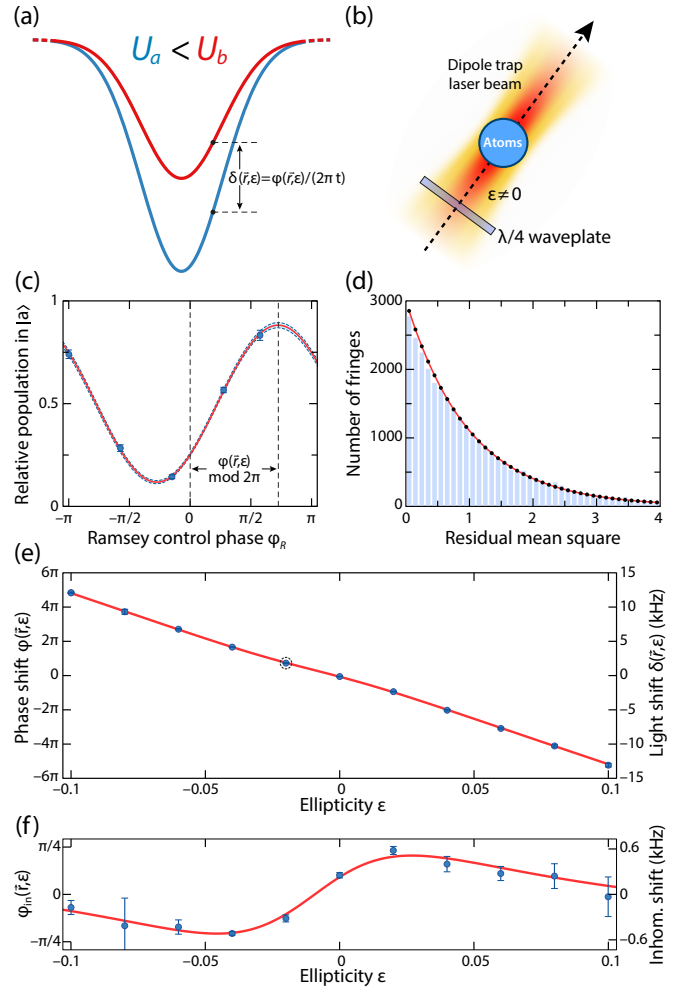 (a)
U_a < U_b
δ(r⃗,ε)=φ(r⃗,ε)/(2π t)
(b)
Dipole trap
laser beam
Atoms
ε≠0
λ/4 waveplate
(c)
Relative population in |a⟩
1
0.5
0
φ(r⃗,ε)
mod 2π
−π
−π/2
0
π/2
π
Ramsey control phase φ_R
(d)
Number of fringes
3000
2000
1000
0
0
1
2
3
4
Residual mean square
(e)
Phase shift φ(r⃗,ε)
6π
4π
2π
0
−2π
−4π
−6π
Light shift δ(r⃗,ε) (kHz)
15
10
5
0
−5
−10
−15
−0.1
−0.05
0
0.05
0.1
Ellipticity ε
(f)
φ_in(r⃗,ε)
π/4
0
−π/4
Inhom. shift (kHz)
0.6
0
−0.6
−0.1
−0.05
0
0.05
0.1
Ellipticity ε